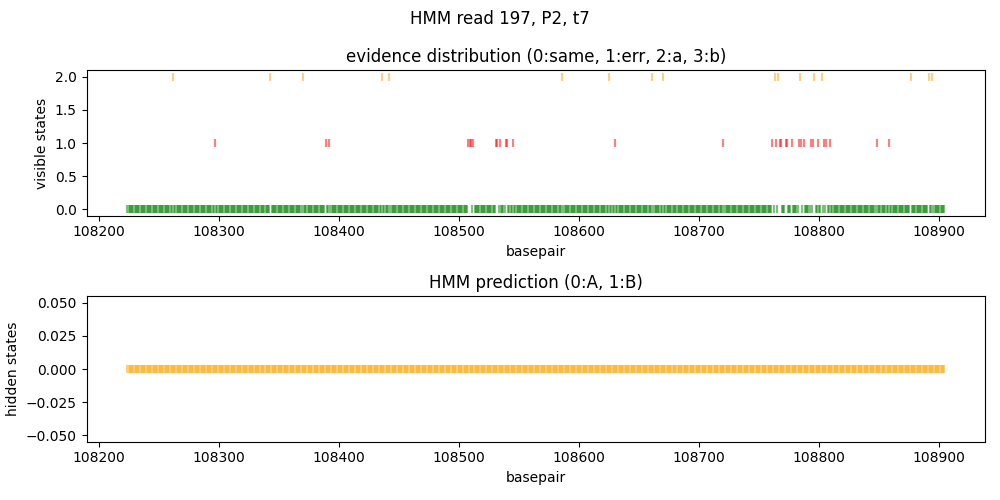 HMM read 197, P2, t7
evidence distribution (0:same, 1:err, 2:a, 3:b)
visible states
2.0
1.5
1.0
0.5
0.0
108200 108300 108400 108500 108600 108700 108800 108900
basepair
HMM prediction (0:A, 1:B)
hidden states
0.050
0.025
0.000
−0.025
−0.050
108200 108300 108400 108500 108600 108700 108800 108900
basepair